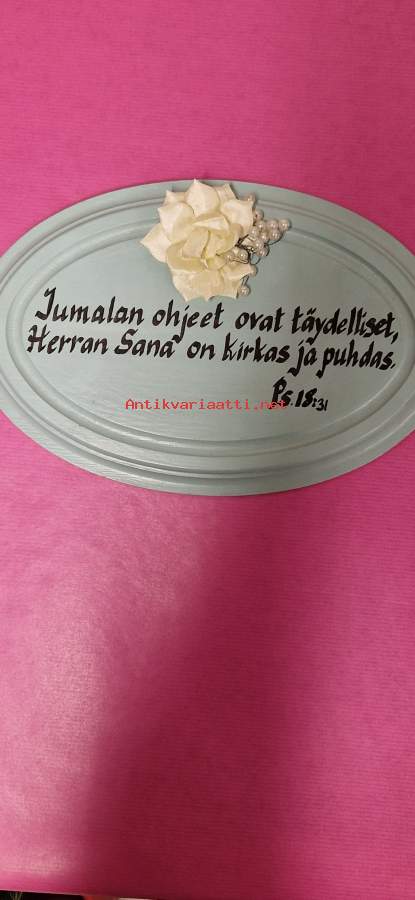 Jumalan ohjeet ovat täydelliset,
Herran Sana on kirkas ja puhdas.
Ps.18:31
Antikvariaatti.net